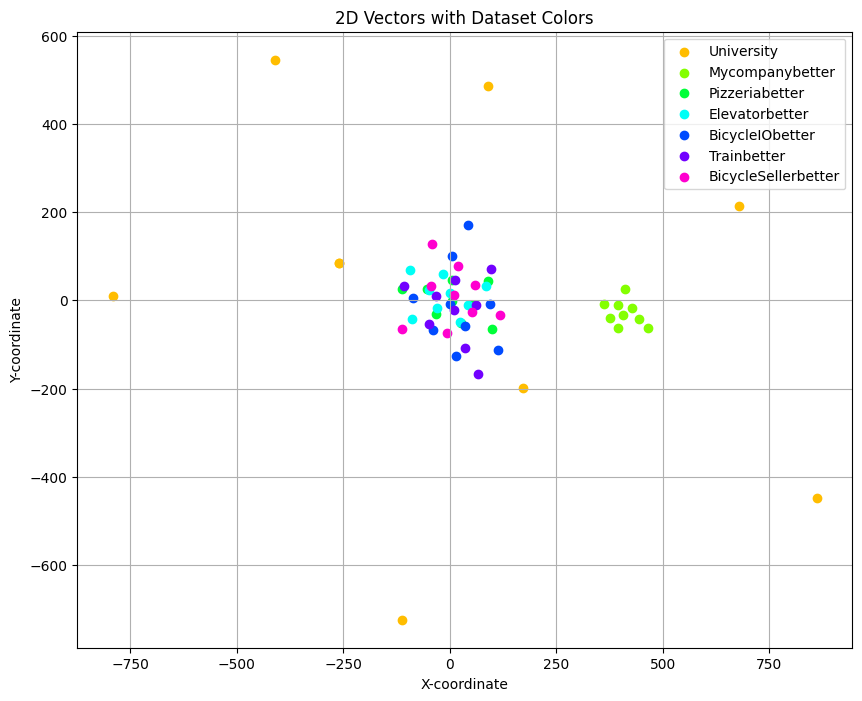 2D Vectors with Dataset Colors
University
Mycompanybetter
Pizzeriabetter
Elevatorbetter
BicycleIObetter
Trainbetter
BicycleSellerbetter
600
400
200
0
−200
−400
−600
Y-coordinate
−750
−500
−250
0
250
500
750
X-coordinate